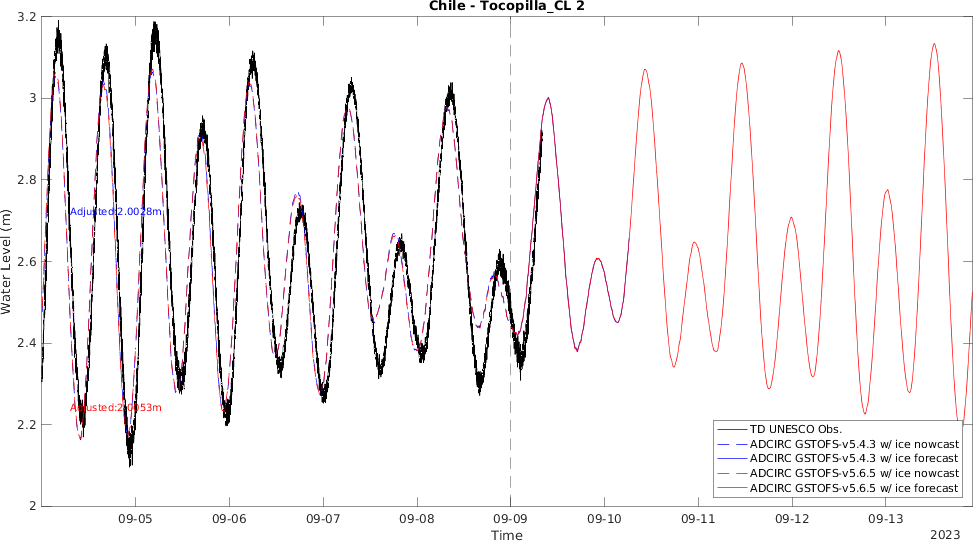 Chile - Tocopilla_CL 2
3.2
3
2.8
2.6
2.4
2.2
2
Water Level (m)
Adjusted:2.0028m
Adjusted:2.0053m
TD UNESCO Obs.
ADCIRC GSTOFS-v5.4.3 w/ ice nowcast
ADCIRC GSTOFS-v5.4.3 w/ ice forecast
ADCIRC GSTOFS-v5.6.5 w/ ice nowcast
ADCIRC GSTOFS-v5.6.5 w/ ice forecast
09-05 09-06 09-07 09-08 09-09 09-10 09-11 09-12 09-13
Time
2023